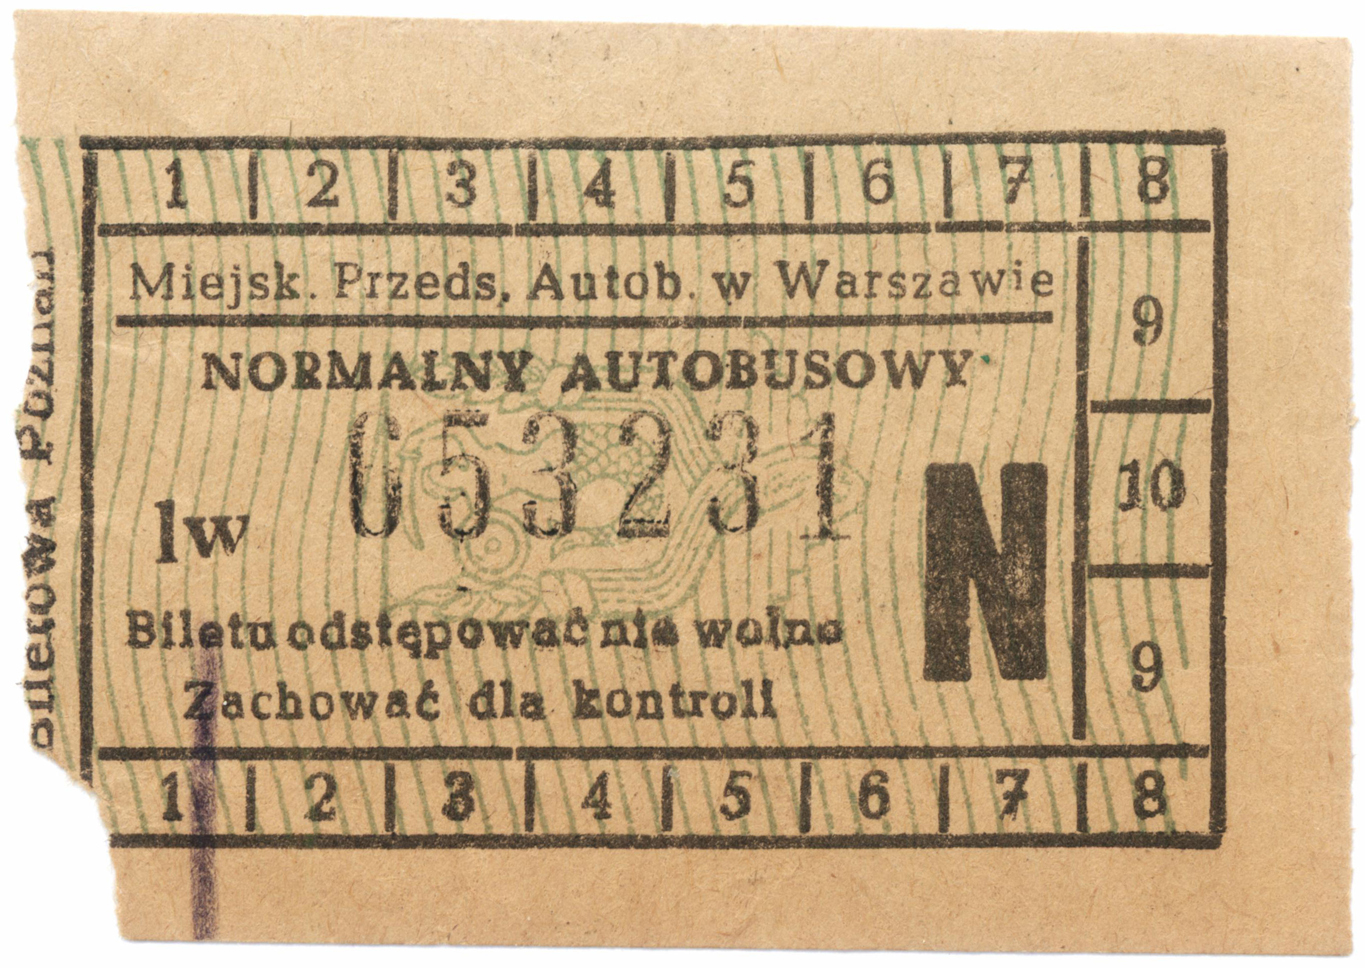 1 2 3 4 5 6 7 8
Miejsk. Przeds. Autob. w Warszawie
9
NORMALNY AUTOBUSOWY
653231
10
lw
N
Biletu odstępować nie wolno
9
Zachować dla kontroli
1 2 3 4 5 6 7 8
Poznań